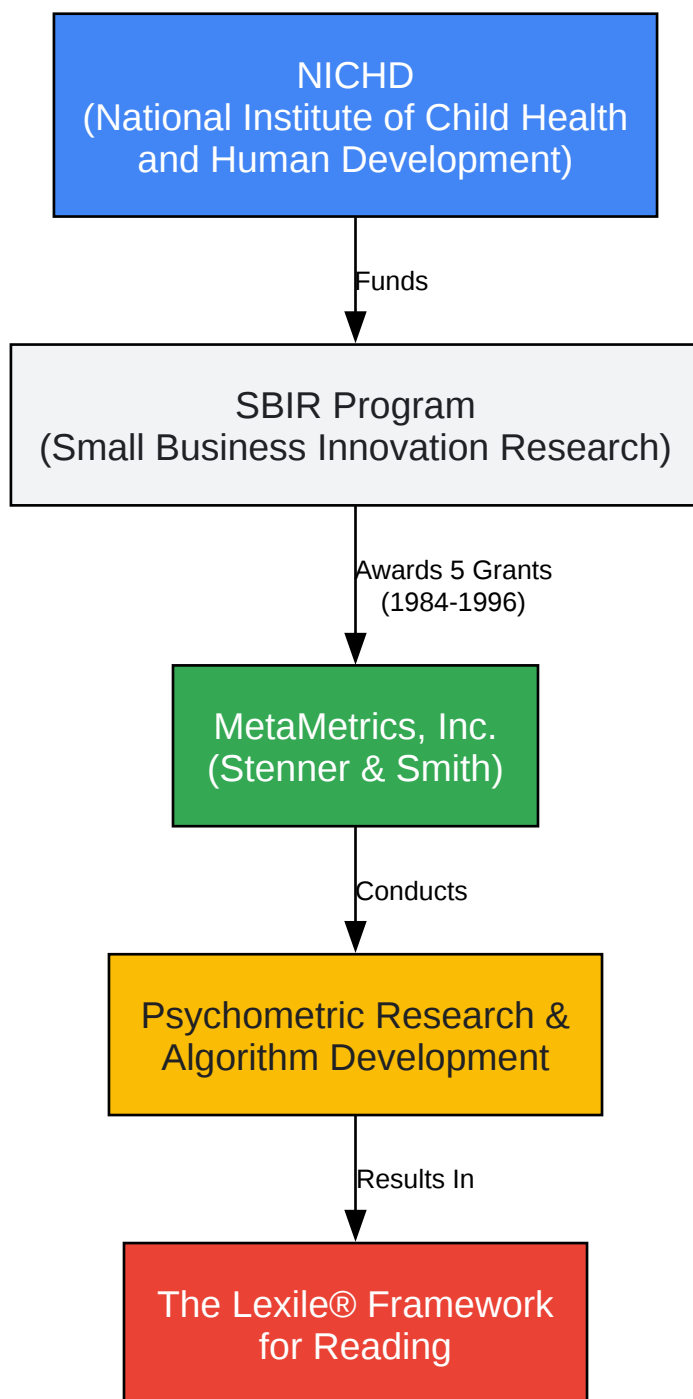 NICHD
(National Institute of Child Health
and Human Development)
Funds
SBIR Program
(Small Business Innovation Research)
Awards 5 Grants
(1984-1996)
MetaMetrics, Inc.
(Stenner & Smith)
Conducts
Psychometric Research &
Algorithm Development
Results In
The Lexile® Framework
for Reading